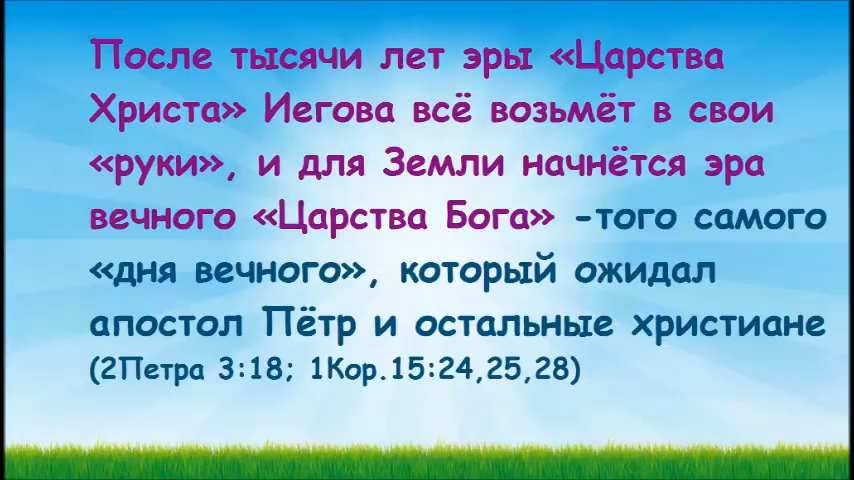 После тысячи лет эры «Царства
Христа» Иегова всё возьмёт в свои
«руки», и для Земли начнётся эра
вечного «Царства Бога» -того самого
«дня вечного», который ожидал
апостол Пётр и остальные христиане
(2Петра 3:18; 1Кор.15:24,25,28)